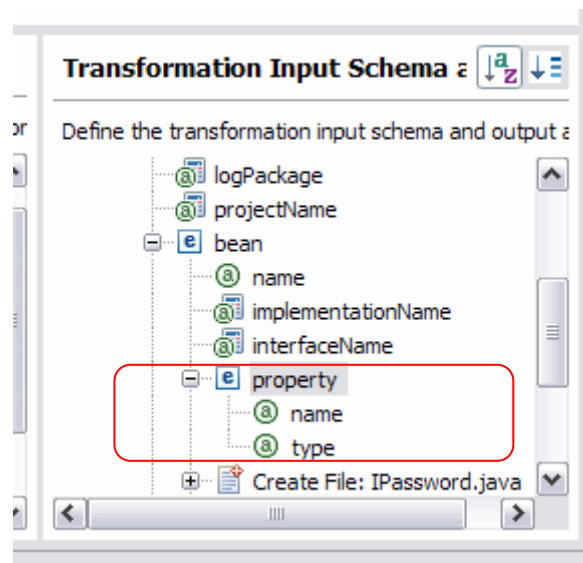 Transformation Input Schema a
or
Define the transformation input schema and output a
logPackage
projectName
bean
name
implementationName
interfaceName
property
name
type
Create File: IPassword.java